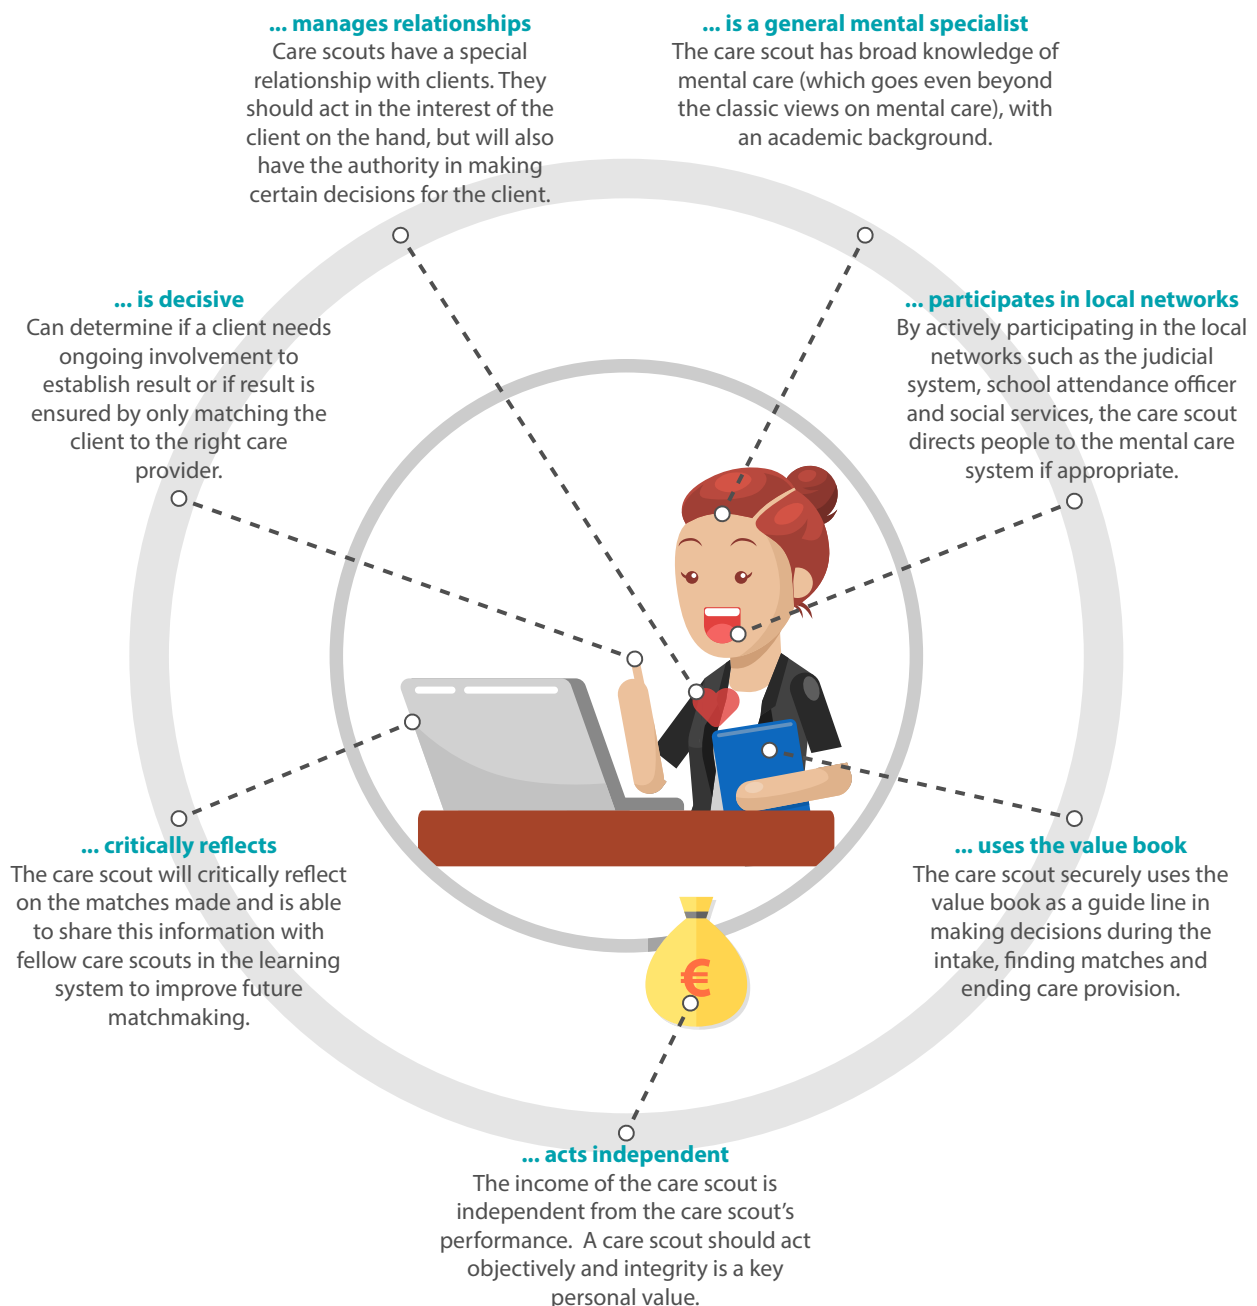 ... manages relationships
Care scouts have a special
relationship with clients. They
should act in the interest of the
client on the hand, but will also
have the authority in making
certain decisions for the client.
... is a general mental specialist
The care scout has broad knowledge of
mental care (which goes even beyond
the classic views on mental care), with
an academic background.
... is decisive
Can determine if a client needs
ongoing involvement to
establish result or if result is
ensured by only matching the
client to the right care
provider.
... participates in local networks
By actively participating in the local
networks such as the judicial
system, school attendance officer
and social services, the care scout
directs people to the mental care
system if appropriate.
... critically reflects
The care scout will critically reflect
on the matches made and is able
to share this information with
fellow care scouts in the learning
system to improve future
matchmaking.
... uses the value book
The care scout securely uses the
value book as a guide line in
making decisions during the
intake, finding matches and
ending care provision.
€
... acts independent
The income of the care scout is
independent from the care scout's
performance.  A care scout should act
objectively and integrity is a key
personal value.